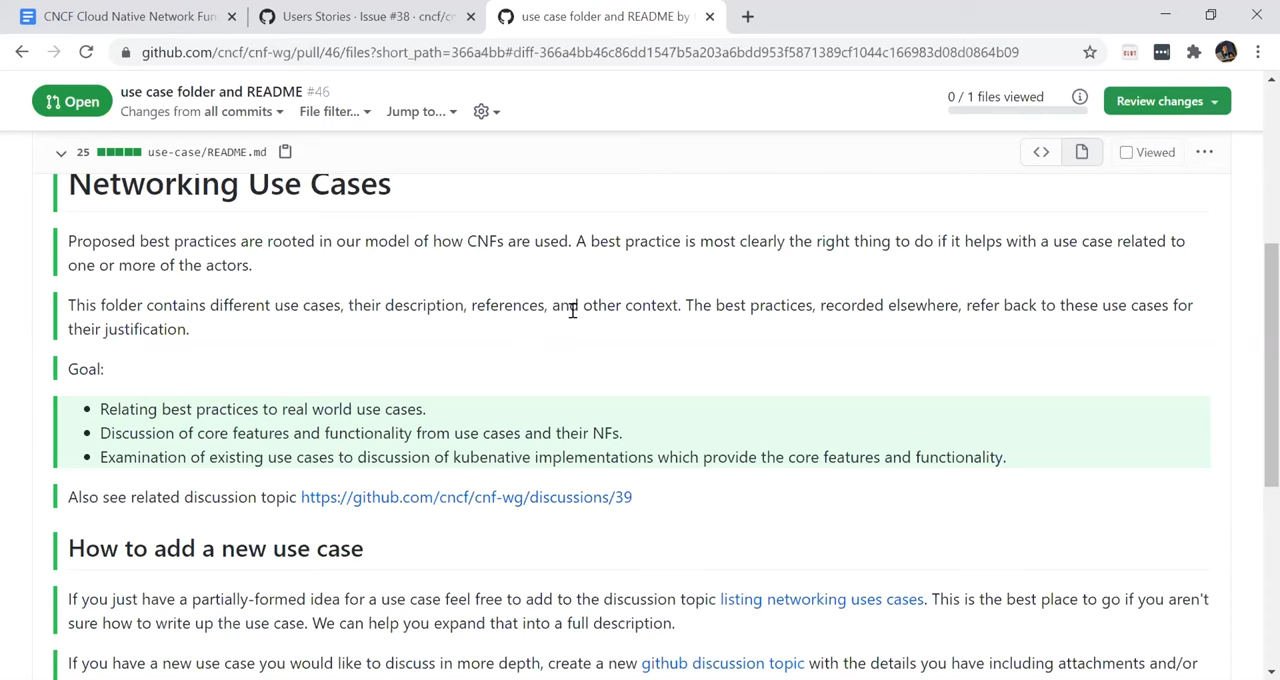 CNCF Cloud Native Network Fun
Users Stories · Issue #38 · cncf/cn
use case folder and README by
github.com/cncf/cnf-wg/pull/46/files?short_path=366a4bb#diff-366a4bb46c86dd1547b5a203a6bdd953f5871389cf1044c166983d08d0864b09
Open
use case folder and README #46
Changes from all commits
File filter...
Jump to...
0 / 1 files viewed
Review changes
25
use-case/README.md
Viewed
Networking Use Cases
Proposed best practices are rooted in our model of how CNFs are used. A best practice is most clearly the right thing to do if it helps with a use case related to
one or more of the actors.
This folder contains different use cases, their description, references, and other context. The best practices, recorded elsewhere, refer back to these use cases for
their justification.
Goal:
• Relating best practices to real world use cases.
• Discussion of core features and functionality from use cases and their NFs.
• Examination of existing use cases to discussion of kubenative implementations which provide the core features and functionality.
Also see related discussion topic https://github.com/cncf/cnf-wg/discussions/39
How to add a new use case
If you just have a partially-formed idea for a use case feel free to add to the discussion topic listing networking uses cases. This is the best place to go if you aren't
sure how to write up the use case. We can help you expand that into a full description.
If you have a new use case you would like to discuss in more depth, create a new github discussion topic with the details you have including attachments and/or